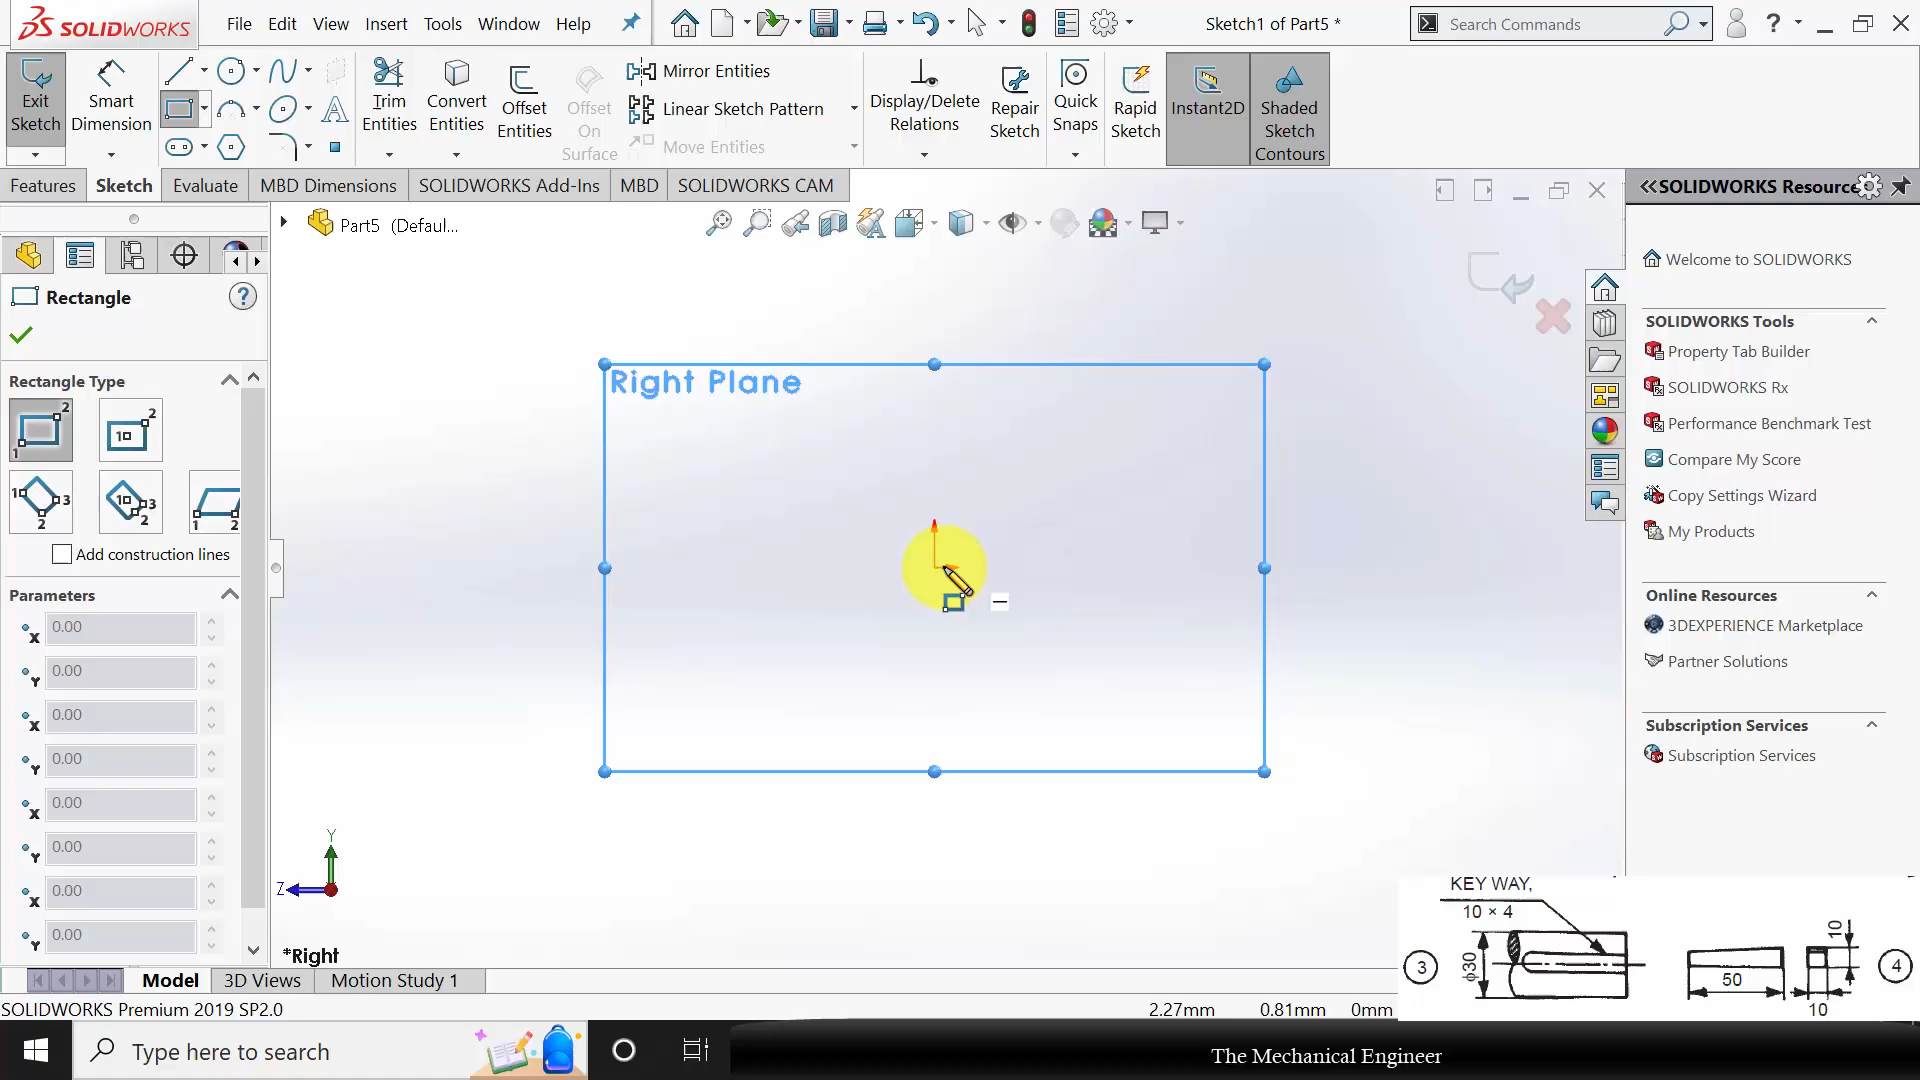 SOLIDWORKS
File Edit View Insert Tools Window Help
Sketch1 of Part5 *
Search Commands
?
Exit Sketch
Smart Dimension
Trim Entities
Convert Entities
Offset Entities
Offset On Surface
Mirror Entities
Linear Sketch Pattern
Move Entities
Display/Delete Relations
Repair Sketch
Quick Snaps
Rapid Sketch
Instant2D
Shaded Sketch Contours
Features Sketch Evaluate MBD Dimensions SOLIDWORKS Add-Ins MBD SOLIDWORKS CAM
Part5 (Defaul...
Rectangle
?
Rectangle Type
Add construction lines
Parameters
X 0.00
Y 0.00
X 0.00
Y 0.00
X 0.00
Y 0.00
X 0.00
Y 0.00
Right Plane
Y
Z
*Right
SOLIDWORKS Resource
Welcome to SOLIDWORKS
SOLIDWORKS Tools
Property Tab Builder
SOLIDWORKS Rx
Performance Benchmark Test
Compare My Score
Copy Settings Wizard
My Products
Online Resources
3DEXPERIENCE Marketplace
Partner Solutions
Subscription Services
Subscription Services
KEY WAY,
10 × 4
3
ϕ30
50
10
10
4
Model 3D Views Motion Study 1
SOLIDWORKS Premium 2019 SP2.0
2.27mm 0.81mm 0mm
Type here to search
The Mechanical Engineer